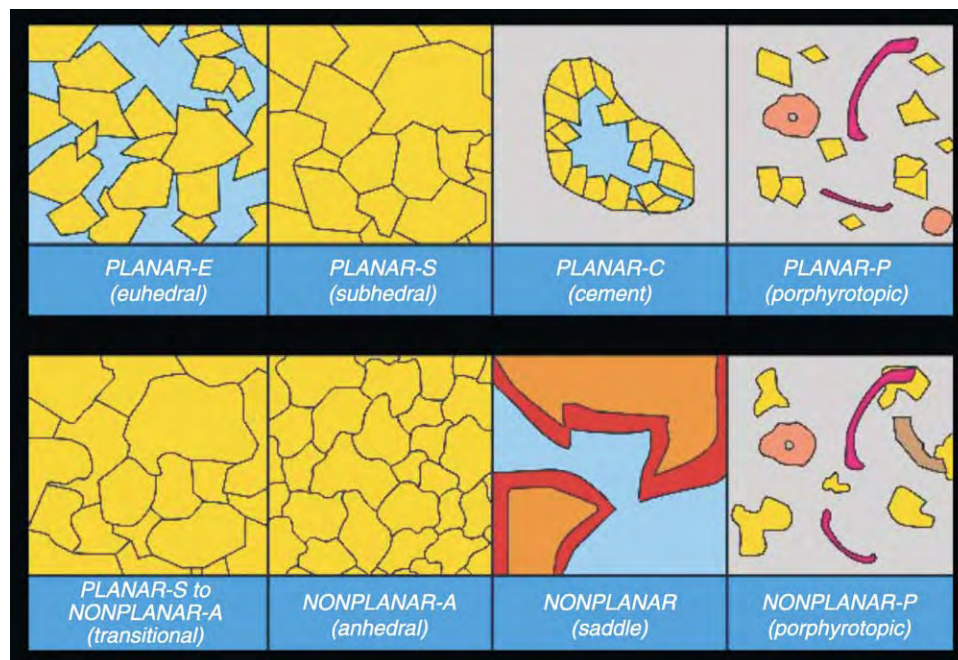 PLANAR-E
(euhedral)
PLANAR-S
(subhedral)
PLANAR-C
(cement)
PLANAR-P
(porphyrotopic)
PLANAR-S to
NONPLANAR-A
(transitional)
NONPLANAR-A
(anhedral)
NONPLANAR
(saddle)
NONPLANAR-P
(porphyrotopic)